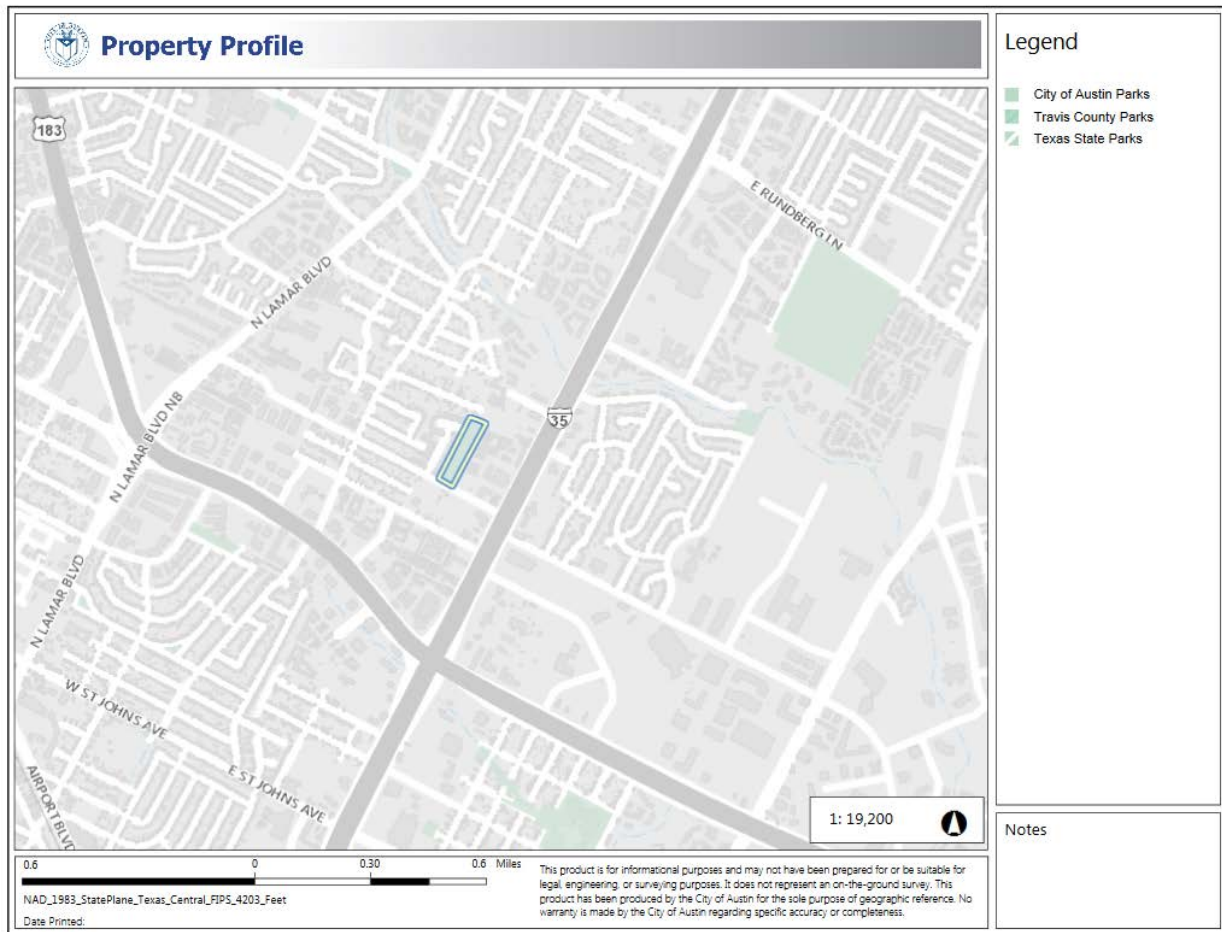 Property Profile
Legend
City of Austin Parks
Travis County Parks
Texas State Parks
183
E RUNDBERG LN
N LAMAR BLVD
35
N LAMAR BLVD NB
N LAMAR BLVD
W ST JOHNS AVE
E ST JOHNS AVE
AIRPORT BLVD
1: 19,200
Notes
0.6 0 0.30 0.6 Miles
NAD_1983_StatePlane_Texas_Central_FIPS_4203_Feet
Date Printed:
This product is for informational purposes and may not have been prepared for or be suitable for
legal, engineering, or surveying purposes. It does not represent an on-the-ground survey. This
product has been produced by the City of Austin for the sole purpose of geographic reference. No
warranty is made by the City of Austin regarding specific accuracy or completeness.